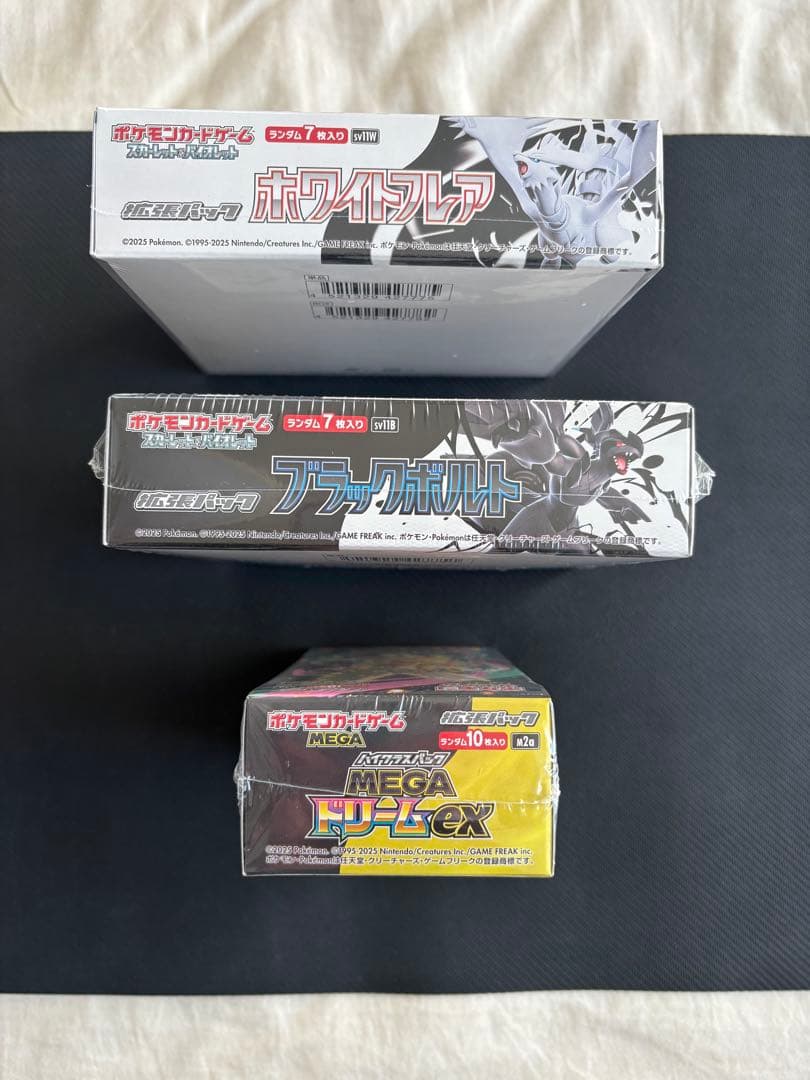 ポケモンカードゲーム
スカーレット&バイオレット
ランダム7枚入り
sv11W
拡張パック
ホワイトフレア
©2025 Pokémon. ©1995-2025 Nintendo/Creatures Inc./GAME FREAK inc. ポケモン・Pokémonは任天堂・クリーチャーズ・ゲームフリークの登録商標です。
ポケモンカードゲーム
スカーレット&バイオレット
ランダム7枚入り
sv11B
拡張パック
ブラックボルト
©2025 Pokémon. ©1995-2025 Nintendo/Creatures Inc./GAME FREAK inc. ポケモン・Pokémonは任天堂・クリーチャーズ・ゲームフリークの登録商標です。
ポケモンカードゲーム
MEGA
拡張パック
ランダム10枚入り
M2a
ハイクラスパック
MEGA
ドリームex
©2025 Pokémon. ©1995-2025 Nintendo/Creatures Inc./GAME FREAK inc.
ポケモン・Pokémonは任天堂・クリーチャーズ・ゲームフリークの登録商標です。